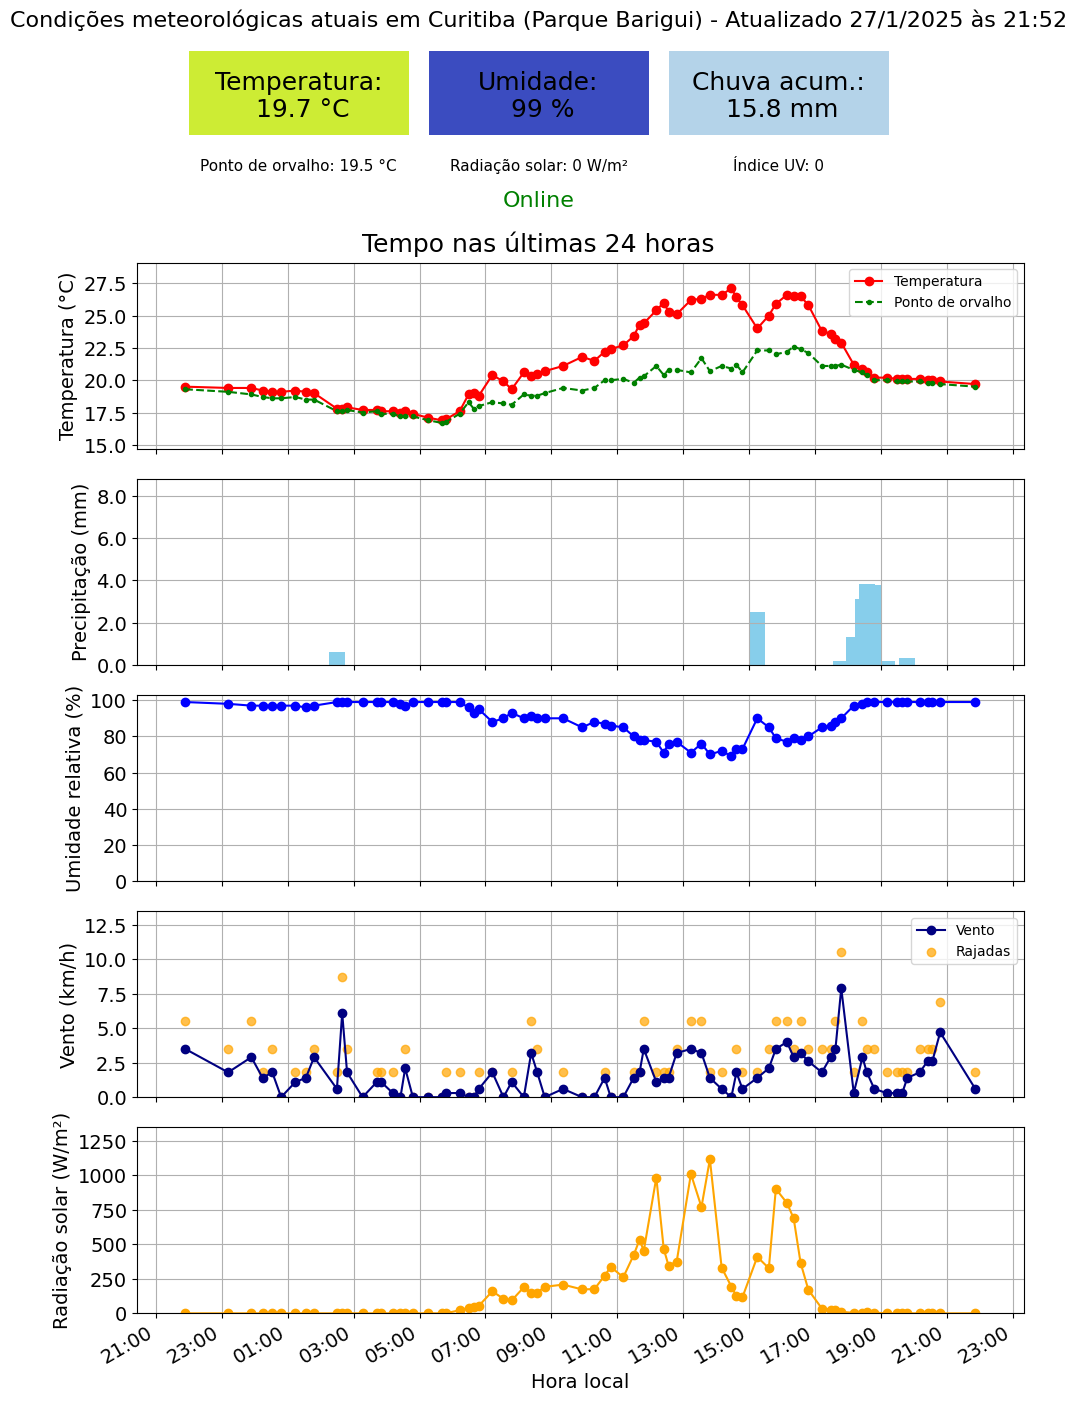 Condições meteorológicas atuais em Curitiba (Parque Barigui) - Atualizado 27/1/2025 às 21:52
Temperatura:
19.7 °C
Umidade:
99 %
Chuva acum.:
15.8 mm
Ponto de orvalho: 19.5 °C
Radiação solar: 0 W/m²
Índice UV: 0
Online
Tempo nas últimas 24 horas
Temperatura (°C)
27.5
25.0
22.5
20.0
17.5
15.0
Temperatura
Ponto de orvalho
Precipitação (mm)
8.0
6.0
4.0
2.0
0.0
Umidade relativa (%)
100
80
60
40
20
0
Vento (km/h)
12.5
10.0
7.5
5.0
2.5
0.0
Vento
Rajadas
Radiação solar (W/m²)
1250
1000
750
500
250
0
21:00
23:00
01:00
03:00
05:00
07:00
09:00
11:00
13:00
15:00
17:00
19:00
21:00
23:00
Hora local